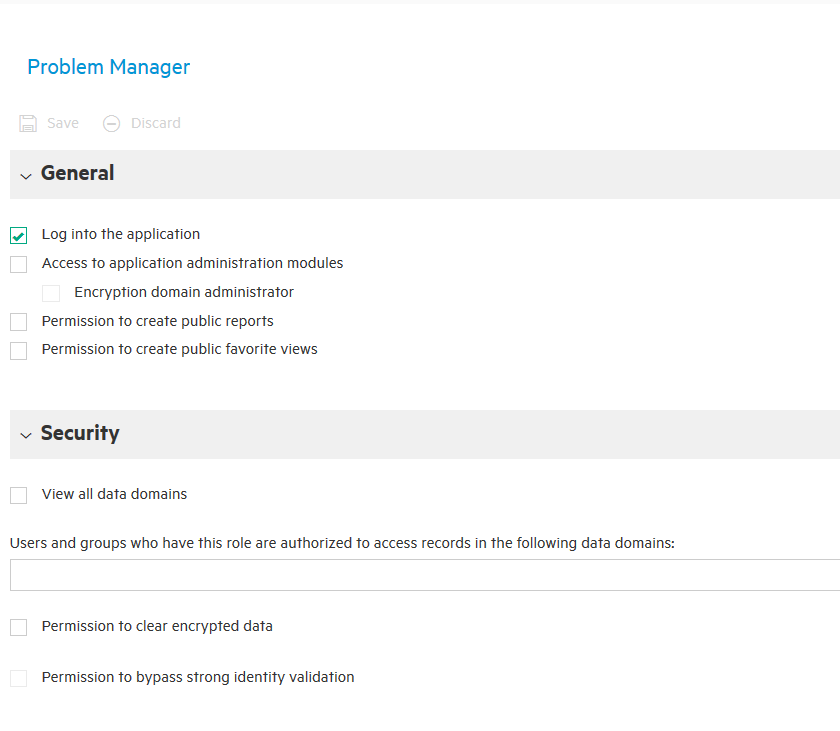 Problem Manager
Save Discard
General
Log into the application
Access to application administration modules
Encryption domain administrator
Permission to create public reports
Permission to create public favorite views
Security
View all data domains
Users and groups who have this role are authorized to access records in the following data domains:
Permission to clear encrypted data
Permission to bypass strong identity validation